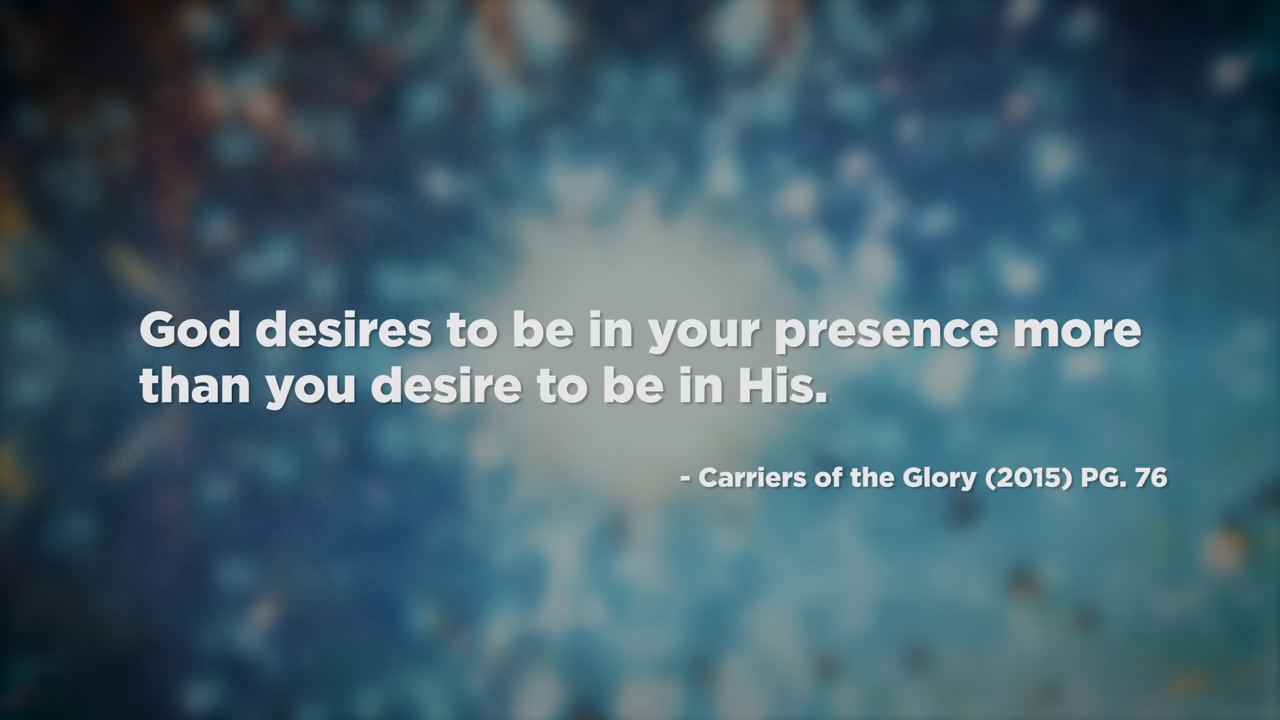 God desires to be in your presence more
than you desire to be in His.
- Carriers of the Glory (2015) PG. 76